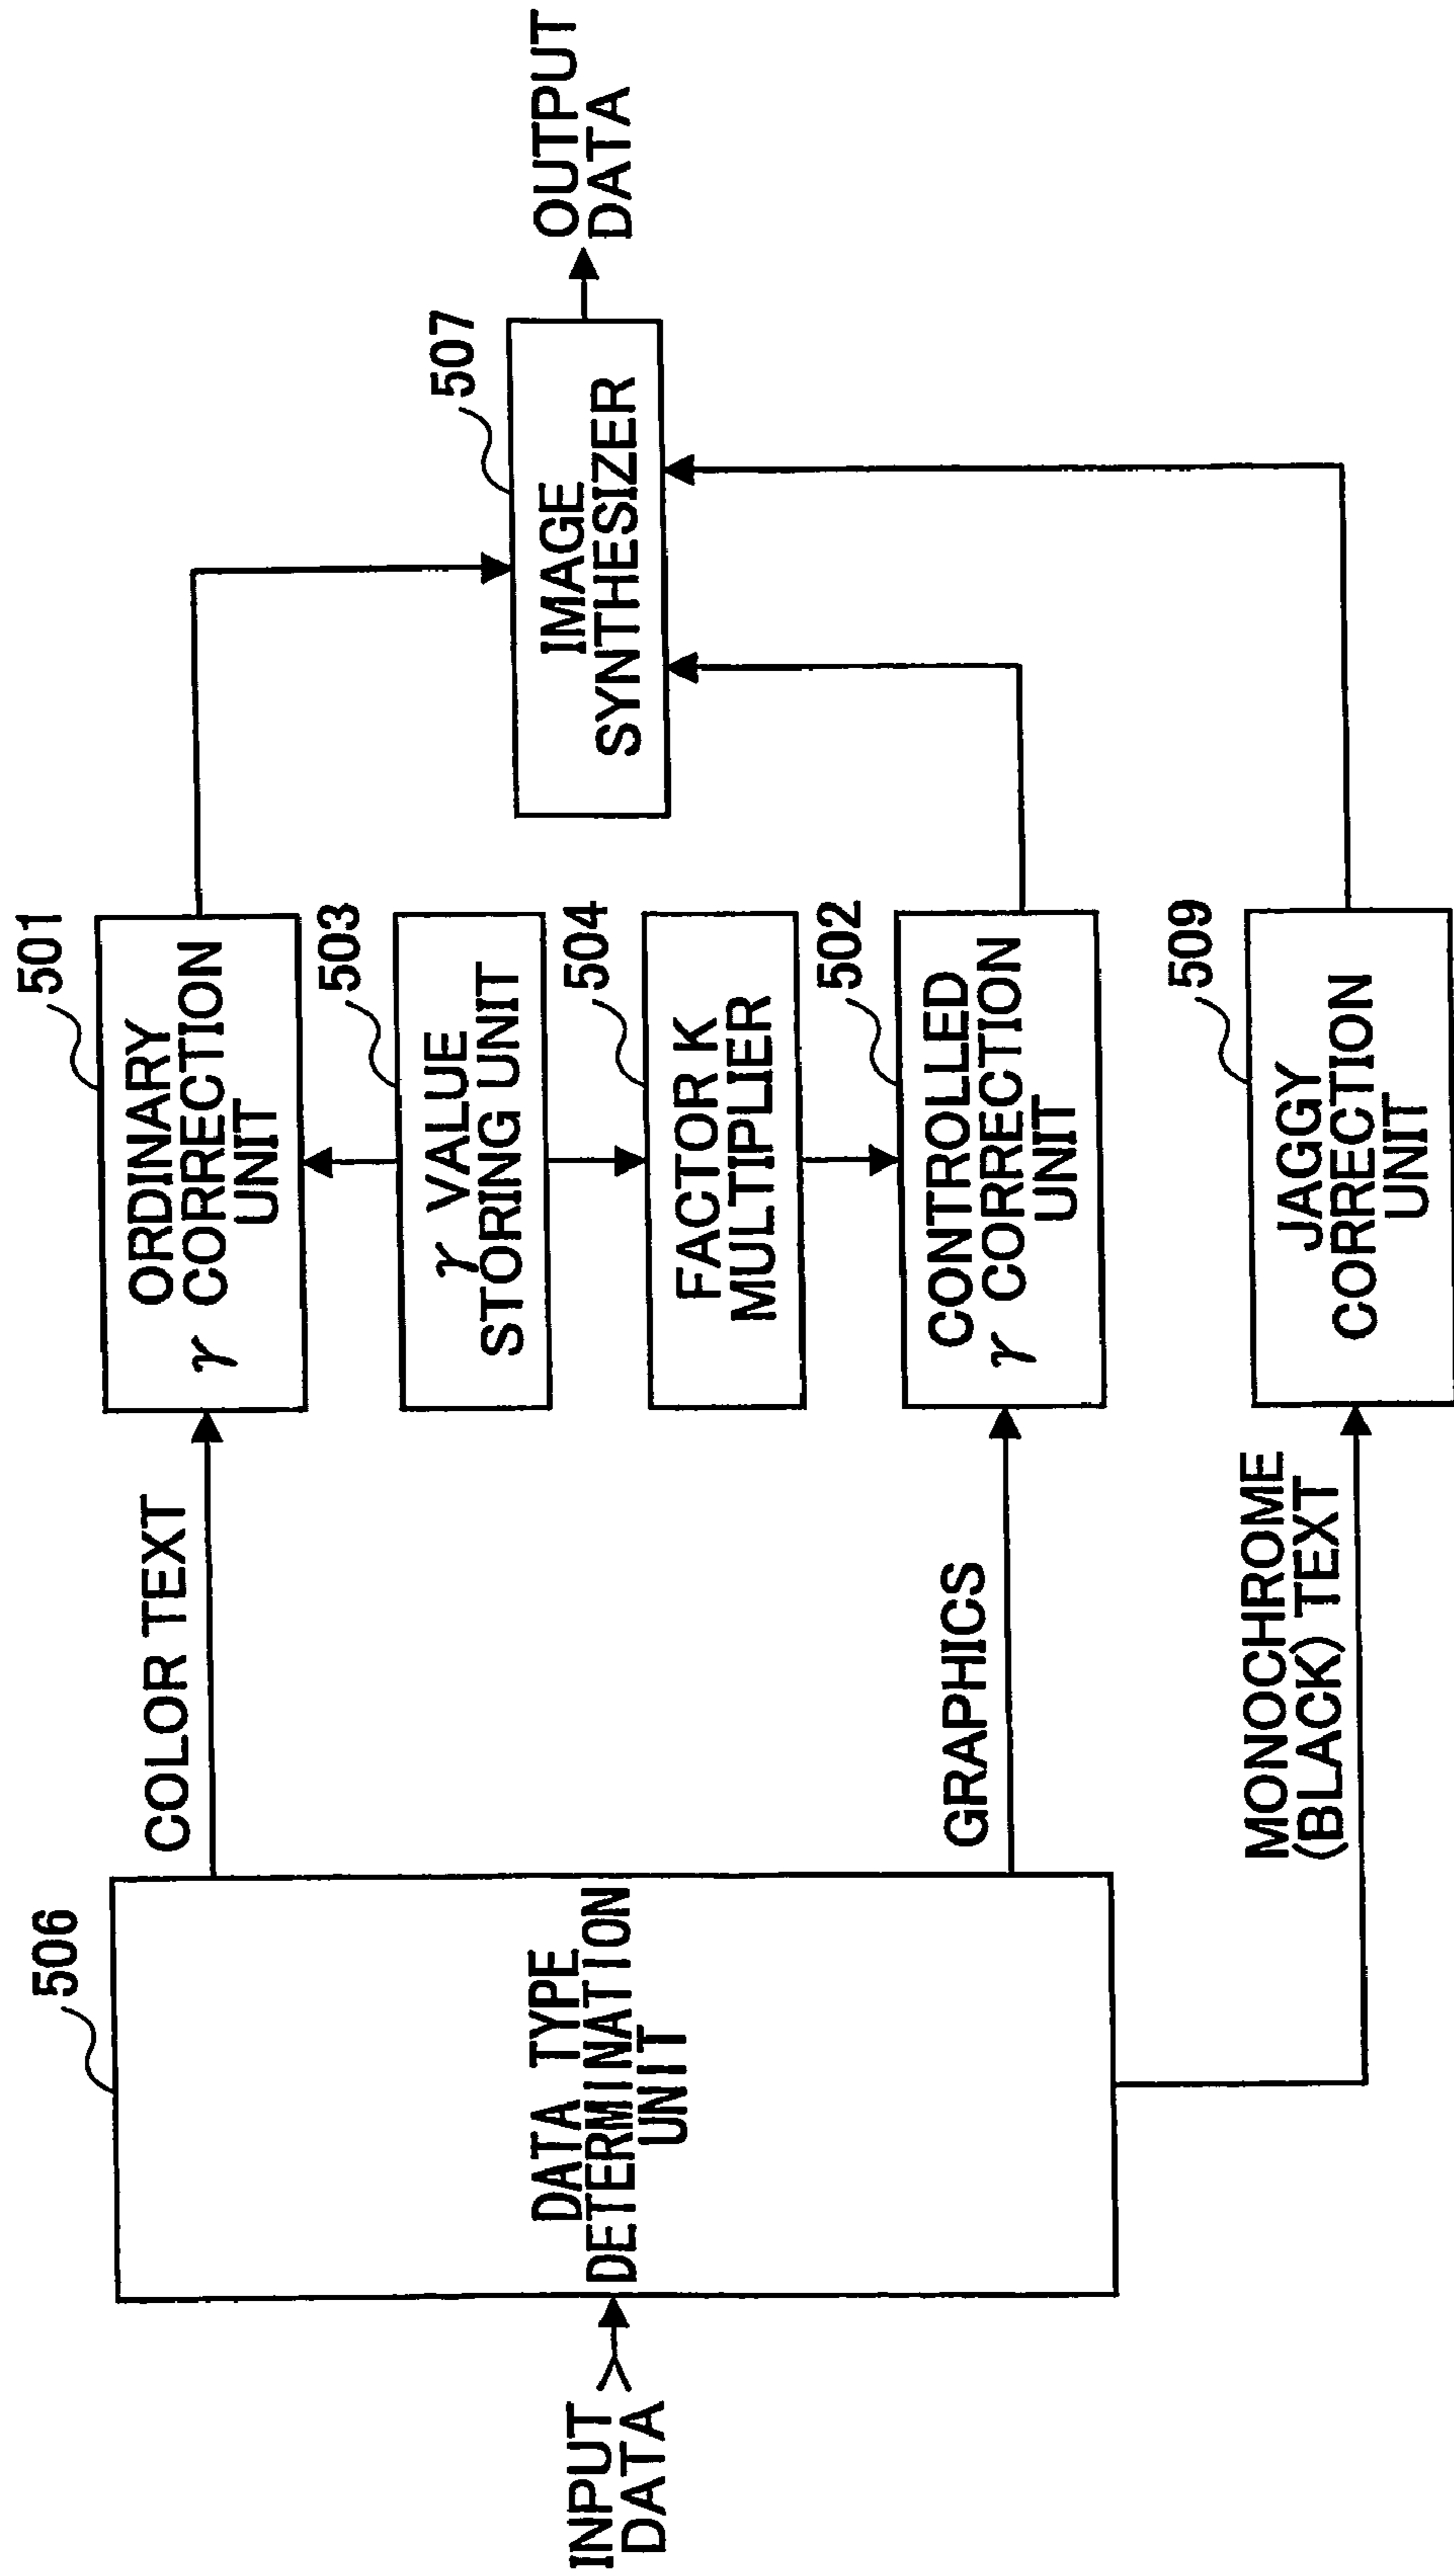 INPUT
DATA
506
DATA TYPE
DETERMINATION
UNIT
COLOR TEXT
GRAPHICS
MONOCHROME
(BLACK) TEXT
501
ORDINARY
γ CORRECTION
UNIT
503
γ VALUE
STORING UNIT
504
FACTOR K
MULTIPLIER
502
CONTROLLED
γ CORRECTION
UNIT
509
JAGGY
CORRECTION
UNIT
507
IMAGE
SYNTHESIZER
OUTPUT
DATA